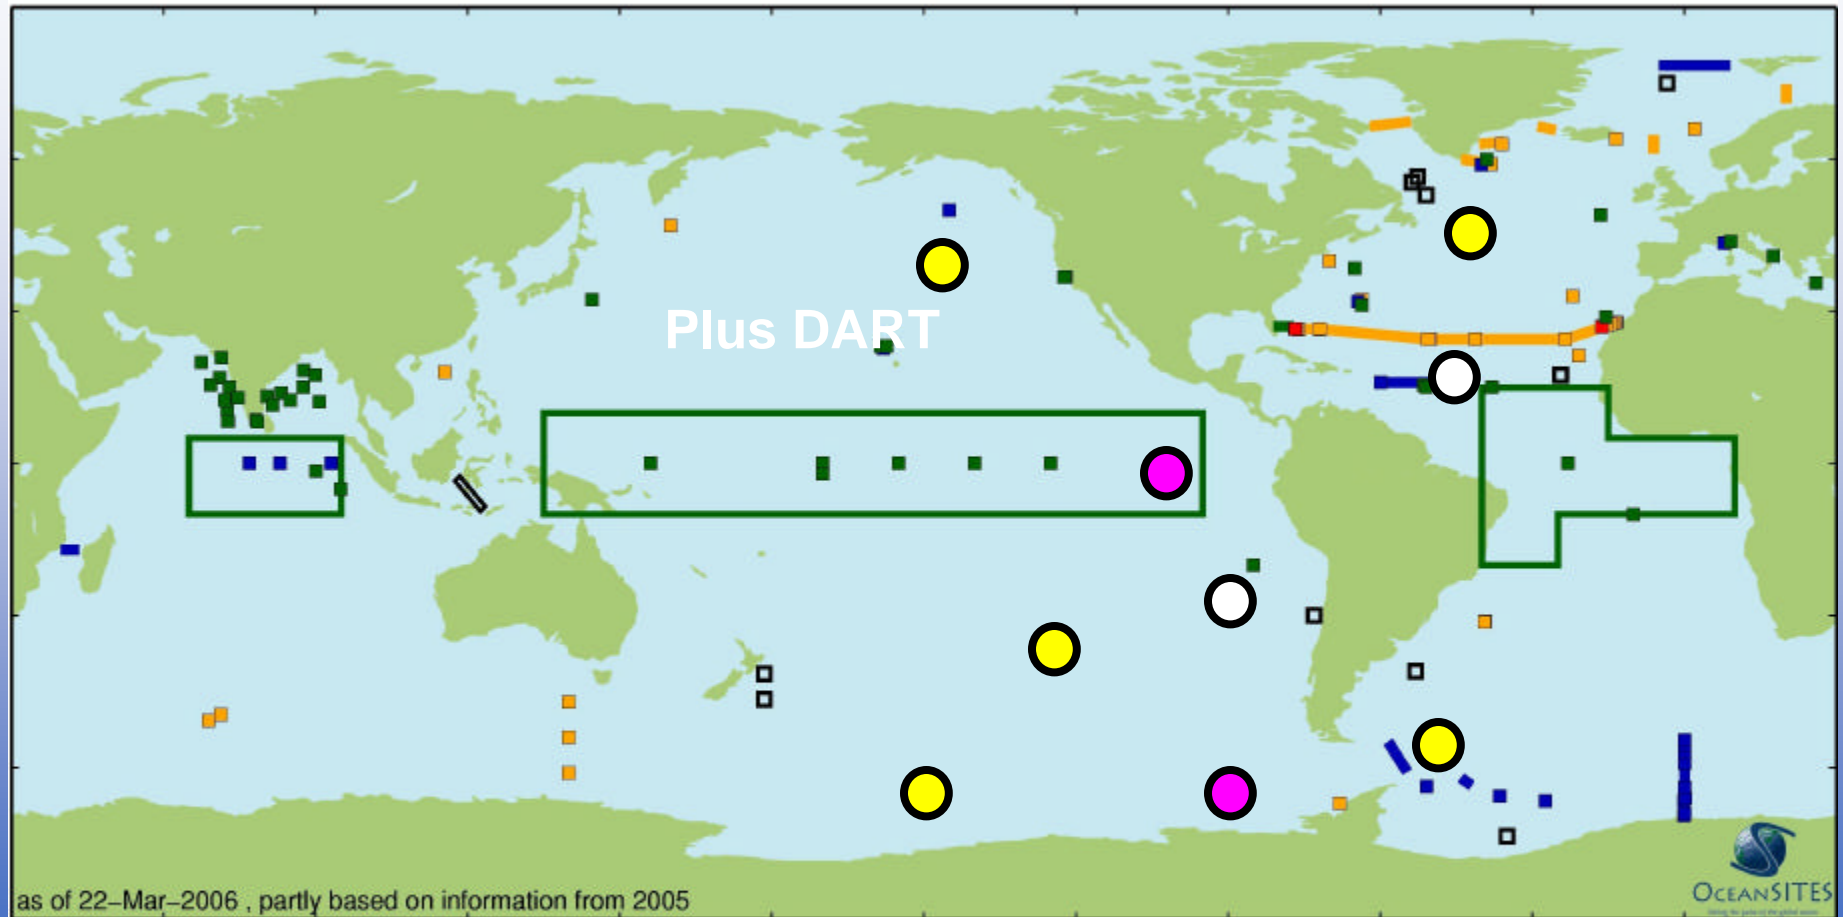 Plus DART
as of 22–Mar–2006 , partly based on information from 2005
OCEANSITES